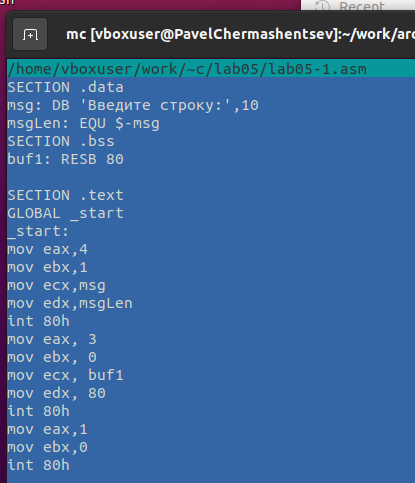 Recent
mc [vboxuser@PavelChermashentsev]:~/work/arc
/home/vboxuser/work/~c/lab05/lab05-1.asm
SECTION .data
msg: DB 'Введите строку:',10
msgLen: EQU $-msg
SECTION .bss
buf1: RESB 80
SECTION .text
GLOBAL _start
_start:
mov eax,4
mov ebx,1
mov ecx,msg
mov edx,msgLen
int 80h
mov eax, 3
mov ebx, 0
mov ecx, buf1
mov edx, 80
int 80h
mov eax,1
mov ebx,0
int 80h